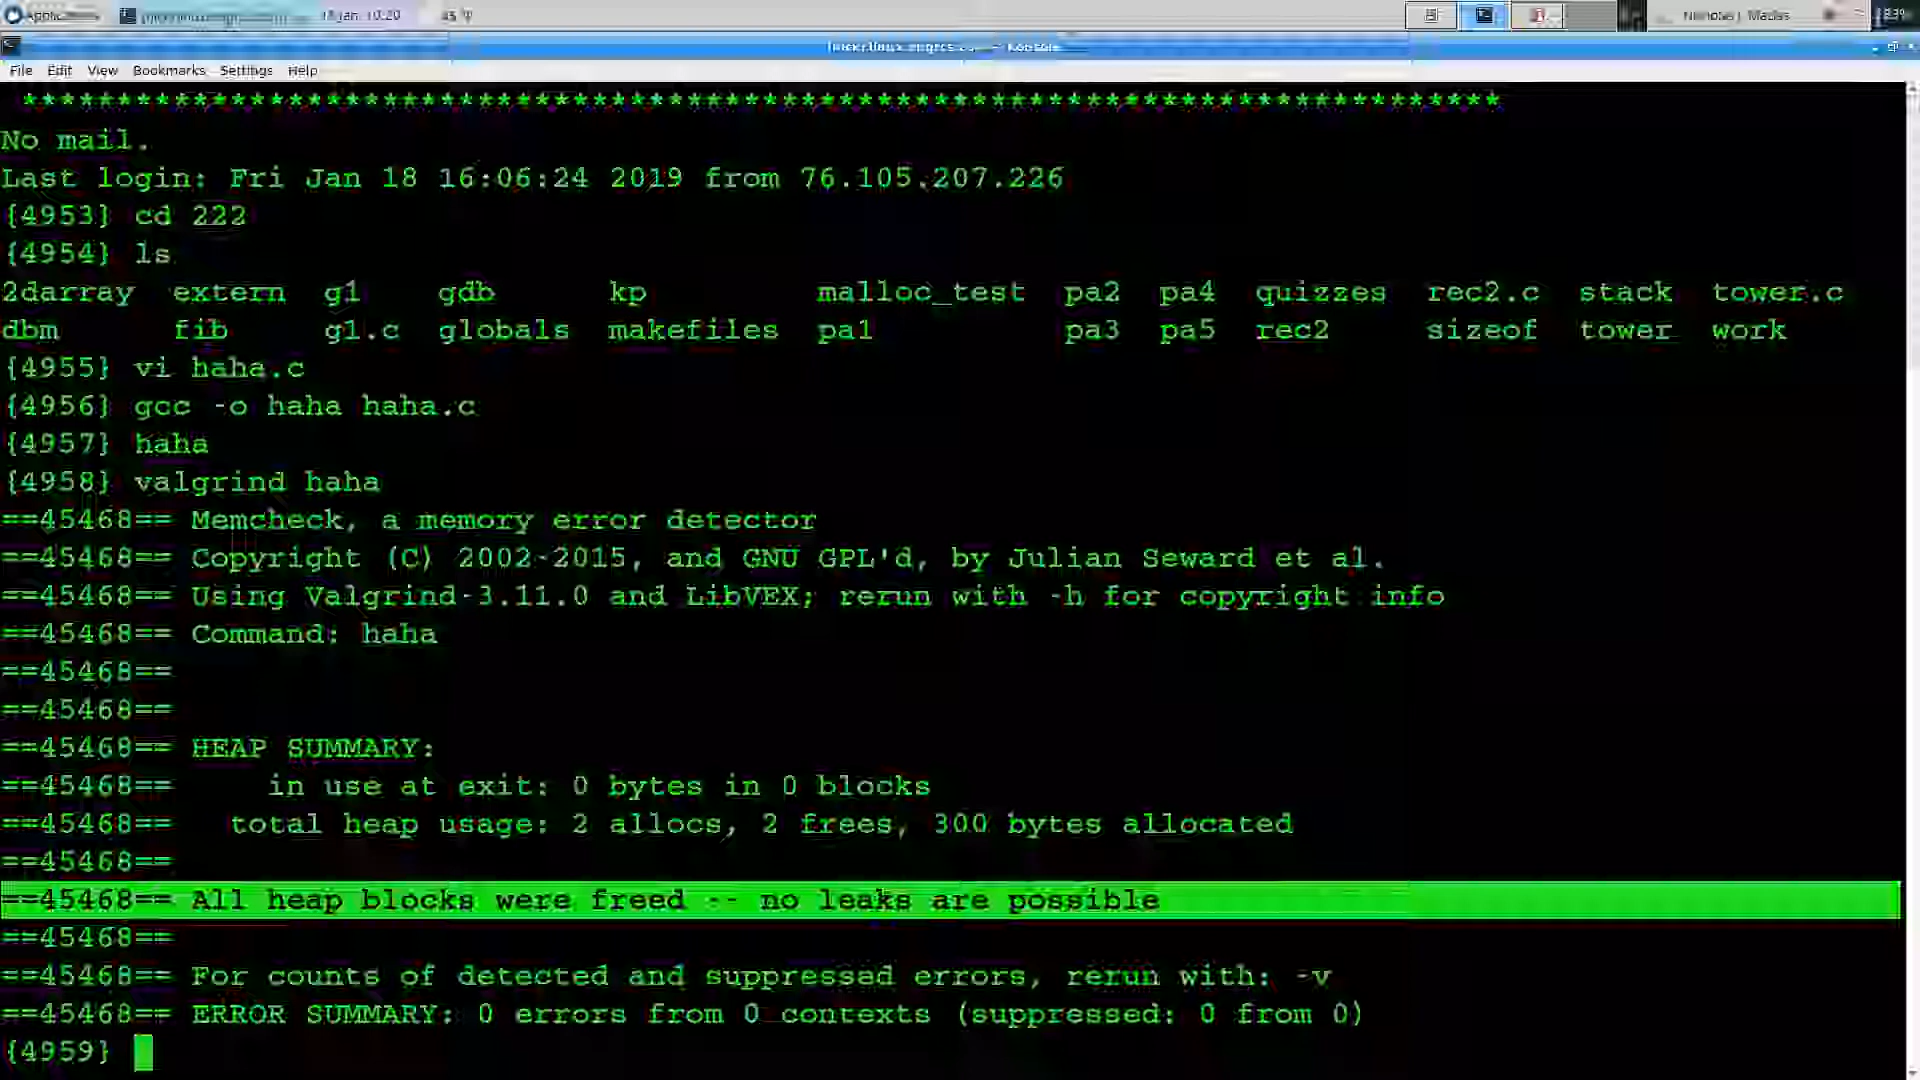 Applications 18 Jan, 10:20 45 °F
Konsole
File Edit View Bookmarks Settings Help
******************************************************************************
No mail.
Last login: Fri Jan 18 16:06:24 2019 from 76.105.207.226
{4953} cd 222
{4954} ls
2darray extern g1 gdb kp malloc_test pa2 pa4 quizzes rec2.c stack tower.c
dbm fib g1.c globals makefiles pa1 pa3 pa5 rec2 sizeof tower work
{4955} vi haha.c
{4956} gcc -o haha haha.c
{4957} haha
{4958} valgrind haha
==45468== Memcheck, a memory error detector
==45468== Copyright (C) 2002-2015, and GNU GPL'd, by Julian Seward et al.
==45468== Using Valgrind-3.11.0 and LibVEX; rerun with -h for copyright info
==45468== Command: haha
==45468==
==45468==
==45468== HEAP SUMMARY:
==45468== in use at exit: 0 bytes in 0 blocks
==45468== total heap usage: 2 allocs, 2 frees, 300 bytes allocated
==45468==
==45468== All heap blocks were freed -- no leaks are possible
==45468==
==45468== For counts of detected and suppressed errors, rerun with: -v
==45468== ERROR SUMMARY: 0 errors from 0 contexts (suppressed: 0 from 0)
{4959}